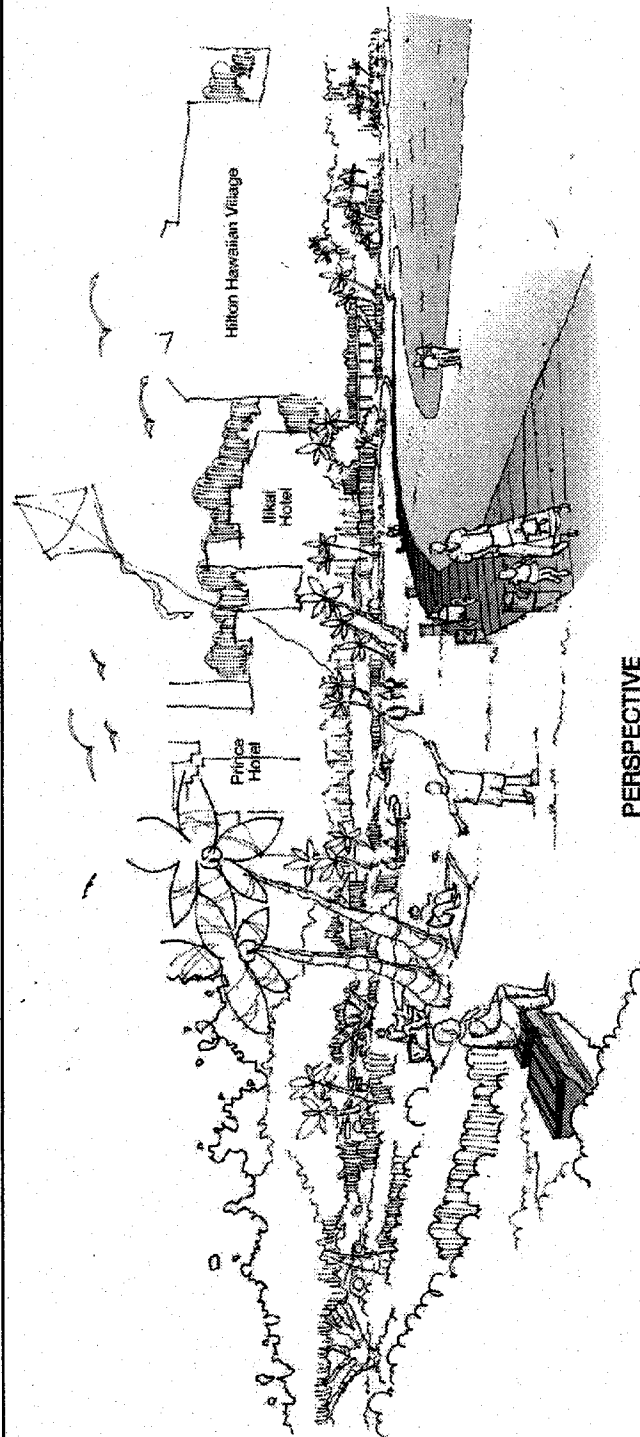 Prince
Hotel
Ilikai
Hotel
Hilton Hawaiian Village
PERSPECTIVE